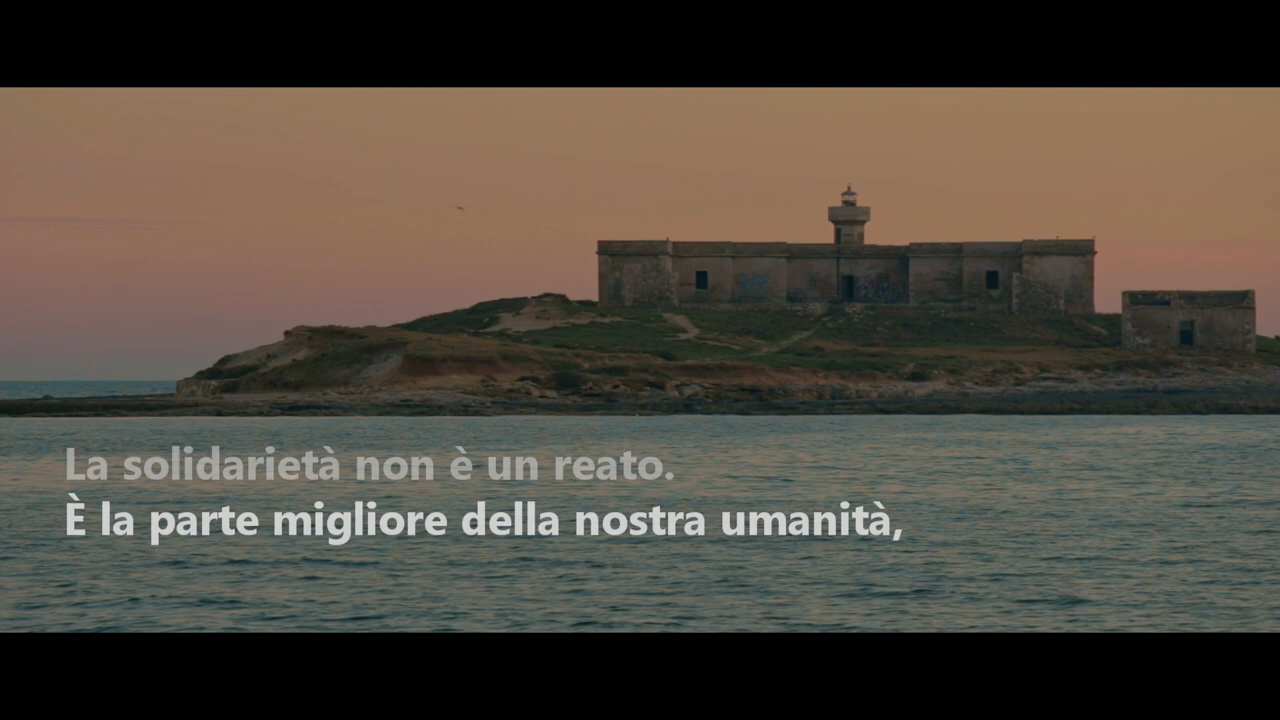 La solidarietà non è un reato.
È la parte migliore della nostra umanità,